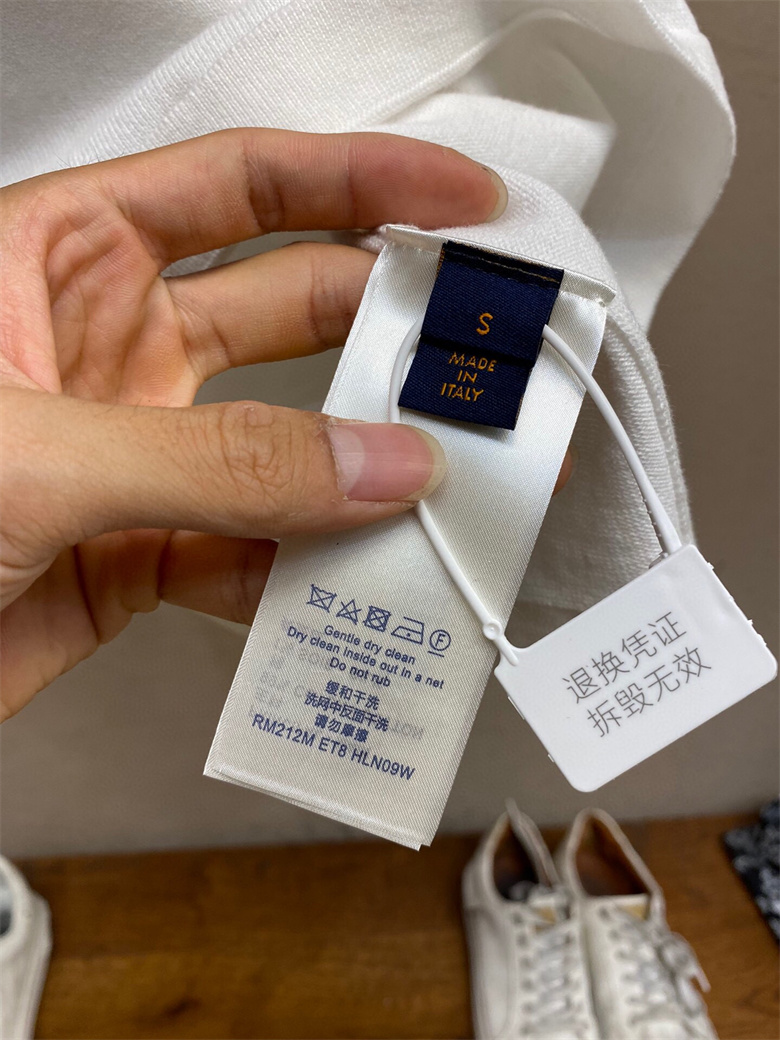 S
MADE
IN
ITALY
F
Gentle dry clean
Dry clean inside out in a net
Do not rub
缓和干洗
洗网中反面干洗
请勿摩擦
RM212M ET8 HLN09W
退换凭证
拆毁无效